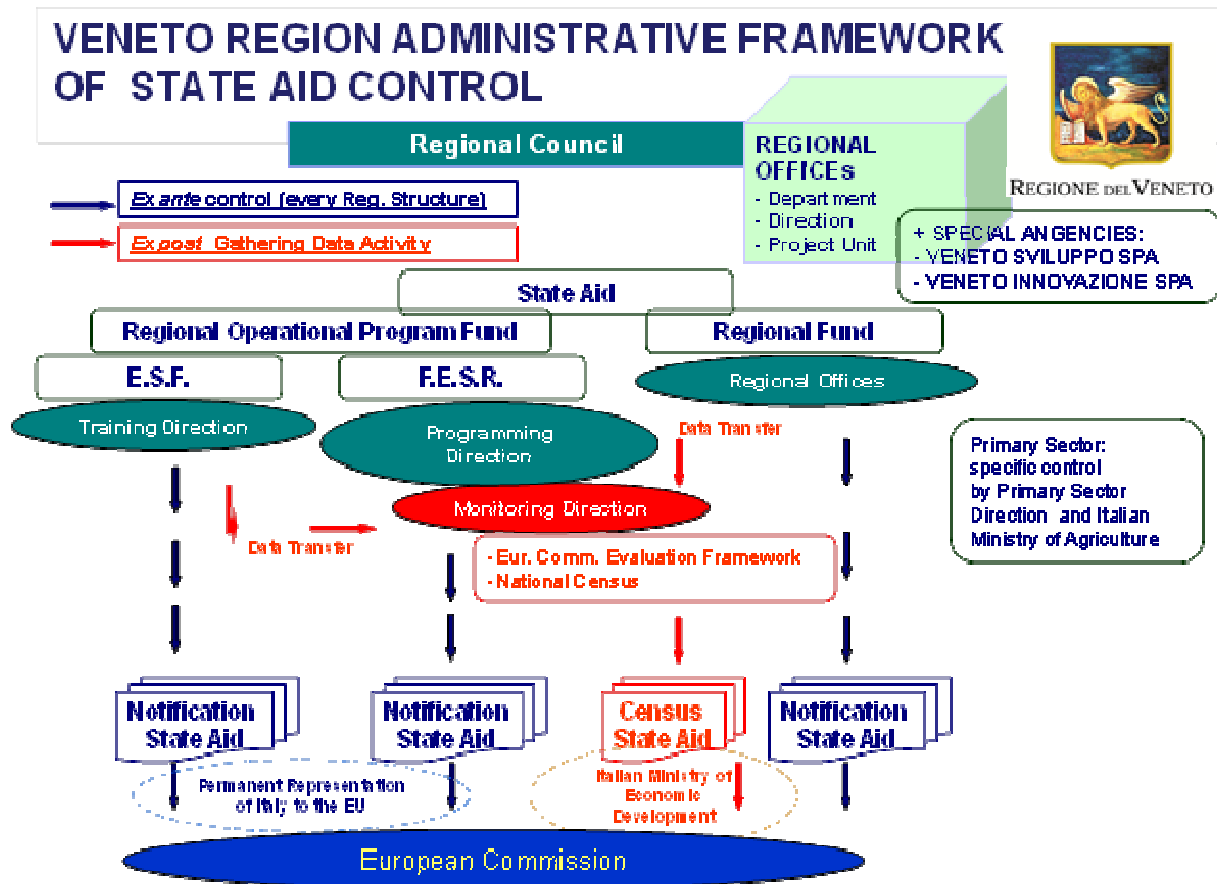 VENETO REGION ADMINISTRATIVE FRAMEWORK
OF STATE AID CONTROL
REGIONE DEL VENETO
Regional Council
REGIONAL
OFFICEs
- Department
- Direction
- Project Unit
+ SPECIAL ANGENCIES:
- VENETO SVILUPPO SPA
- VENETO INNOVAZIONE SPA
Ex ante control (every Reg. Structure)
Ex post Gathering Data Activity
State Aid
Regional Operational Program Fund
Regional Fund
E.S.F.
F.E.S.R.
Regional Offices
Training Direction
Programming
Direction
Data Transfer
Monitoring Direction
Data Transfer
- Eur. Comm. Evaluation Framework
- National Census
Primary Sector:
specific control
by Primary Sector
Direction and Italian
Ministry of Agriculture
Notification
State Aid
Notification
State Aid
Census
State Aid
Notification
State Aid
Permanent Representation
of Italy to the EU
Italian Ministry of
Economic
Development
European Commission